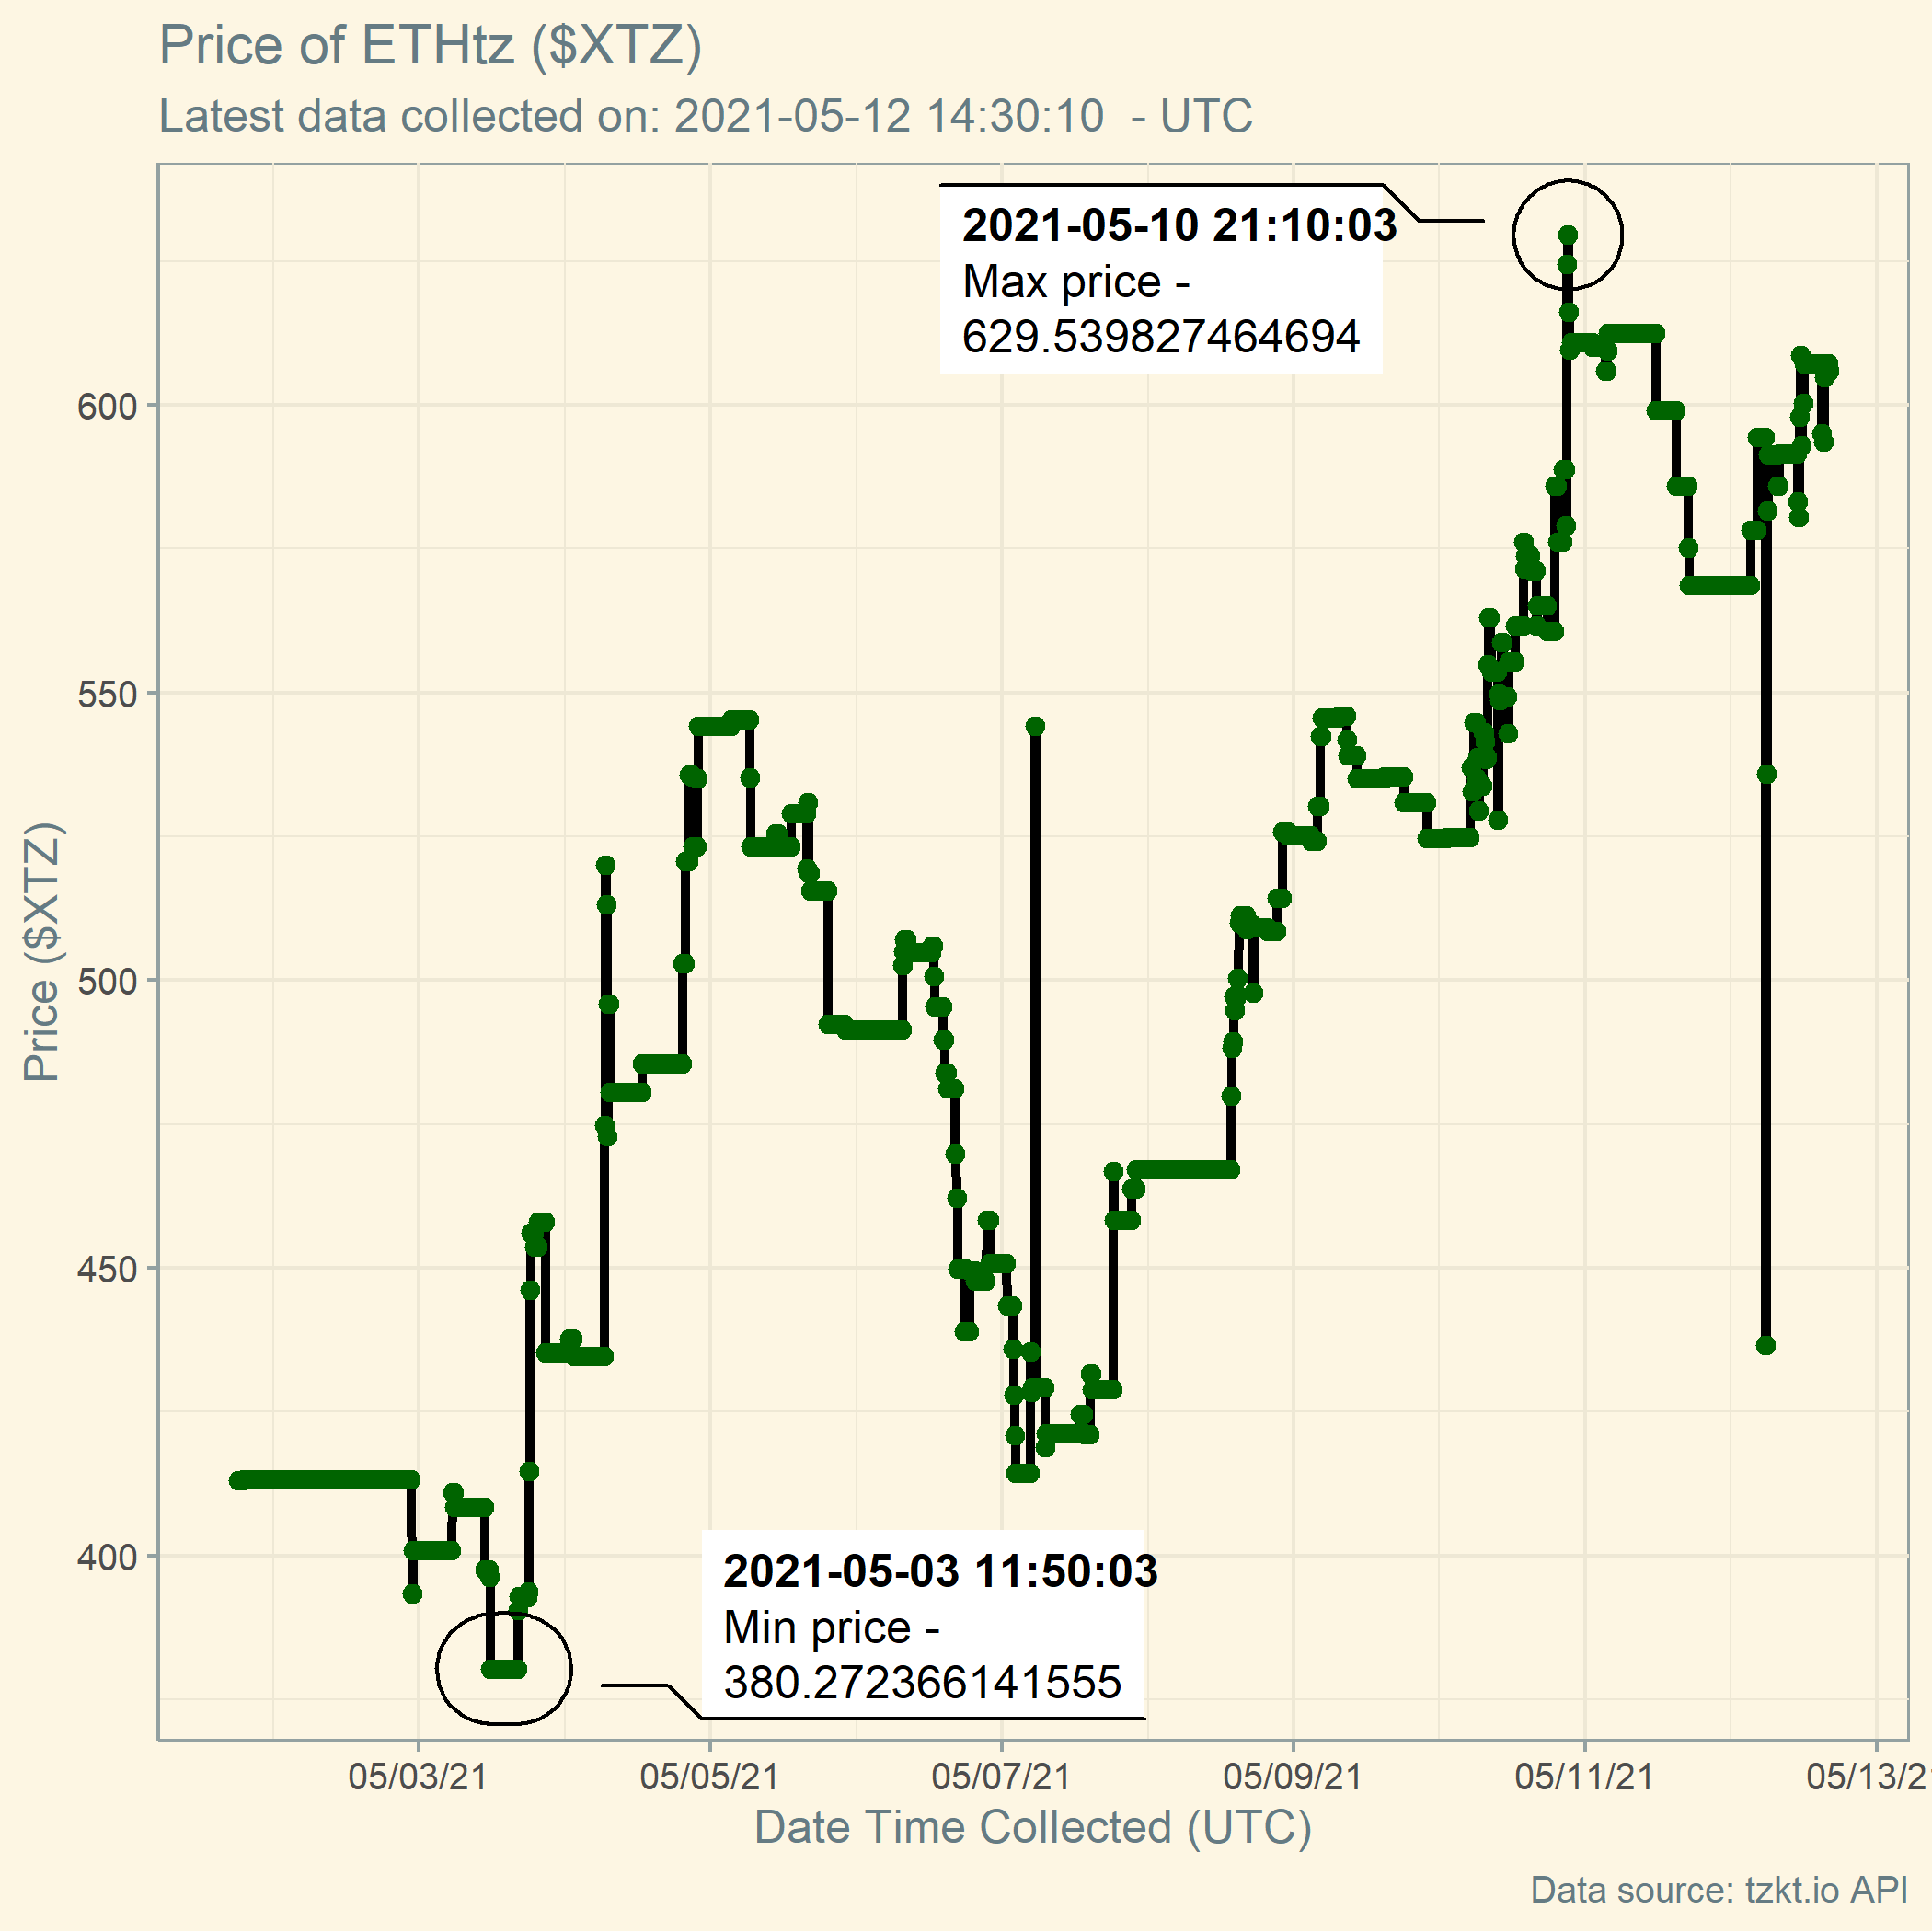 Price of ETHtz ($XTZ)
Latest data collected on: 2021-05-12 14:30:10  - UTC
2021-05-10 21:10:03
Max price -
629.539827464694
600
550
500
450
400
Price ($XTZ)
2021-05-03 11:50:03
Min price -
380.272366141555
05/03/21 05/05/21 05/07/21 05/09/21 05/11/21 05/13/2
Date Time Collected (UTC)
Data source: tzkt.io API